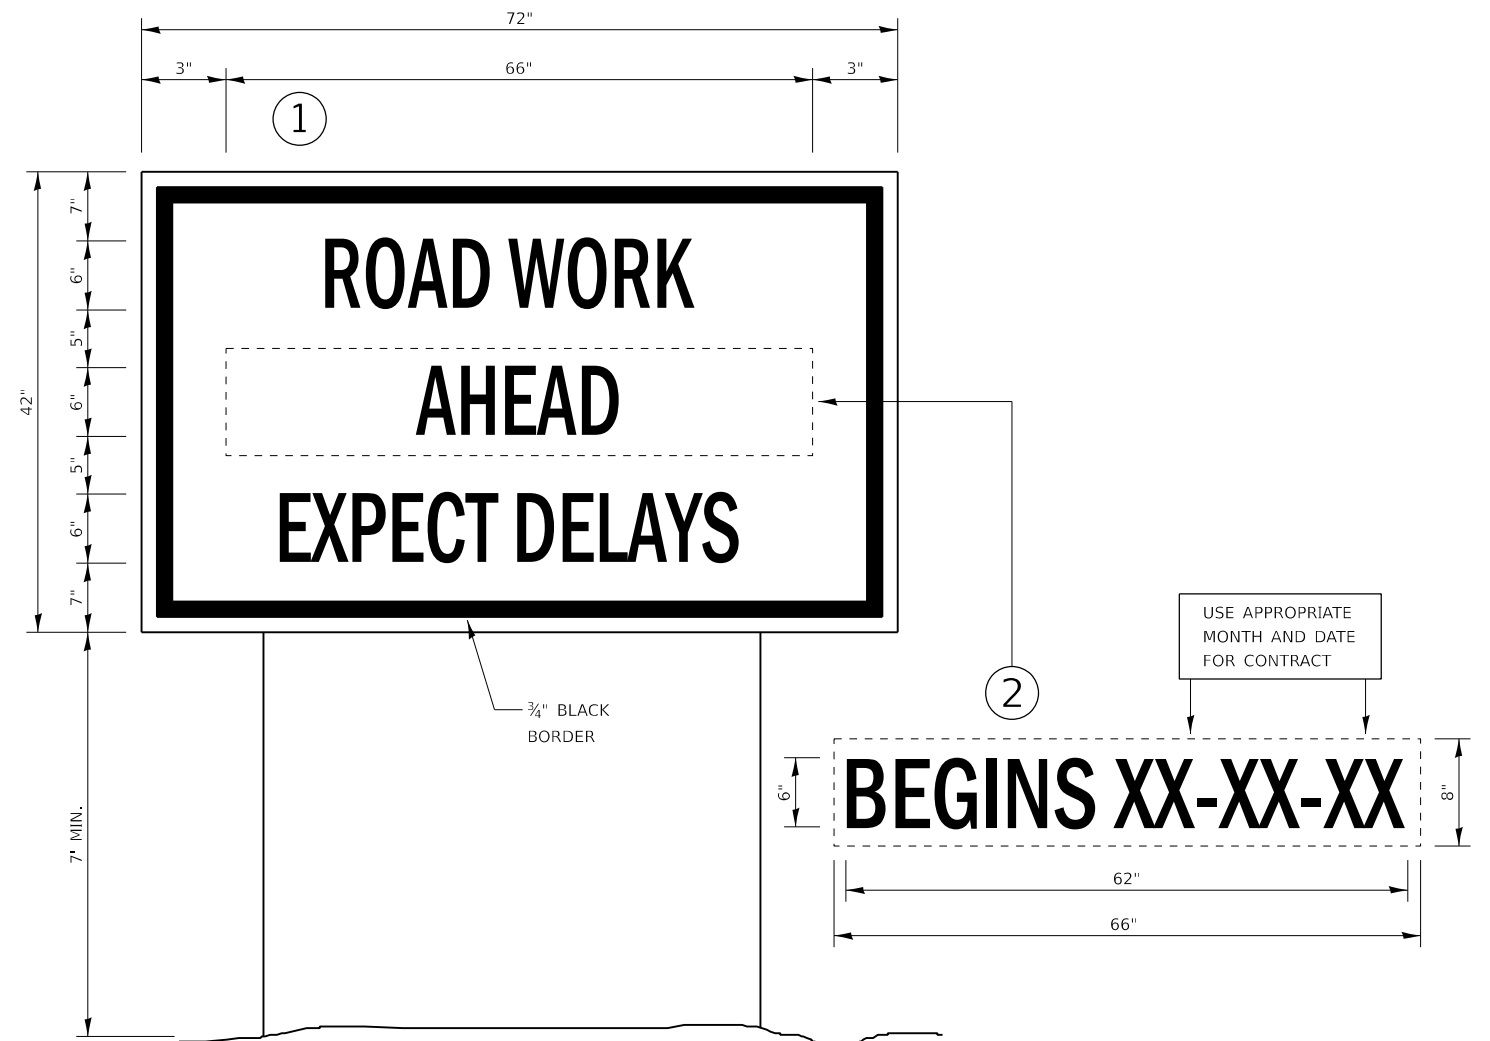 72"
3" 66" 3"
1
42"
7"
6"
5"
6"
5"
6"
7"
ROAD WORK
AHEAD
EXPECT DELAYS
¾" BLACK
BORDER
7' MIN.
2
USE APPROPRIATE
MONTH AND DATE
FOR CONTRACT
6"
BEGINS XX-XX-XX
8"
62"
66"